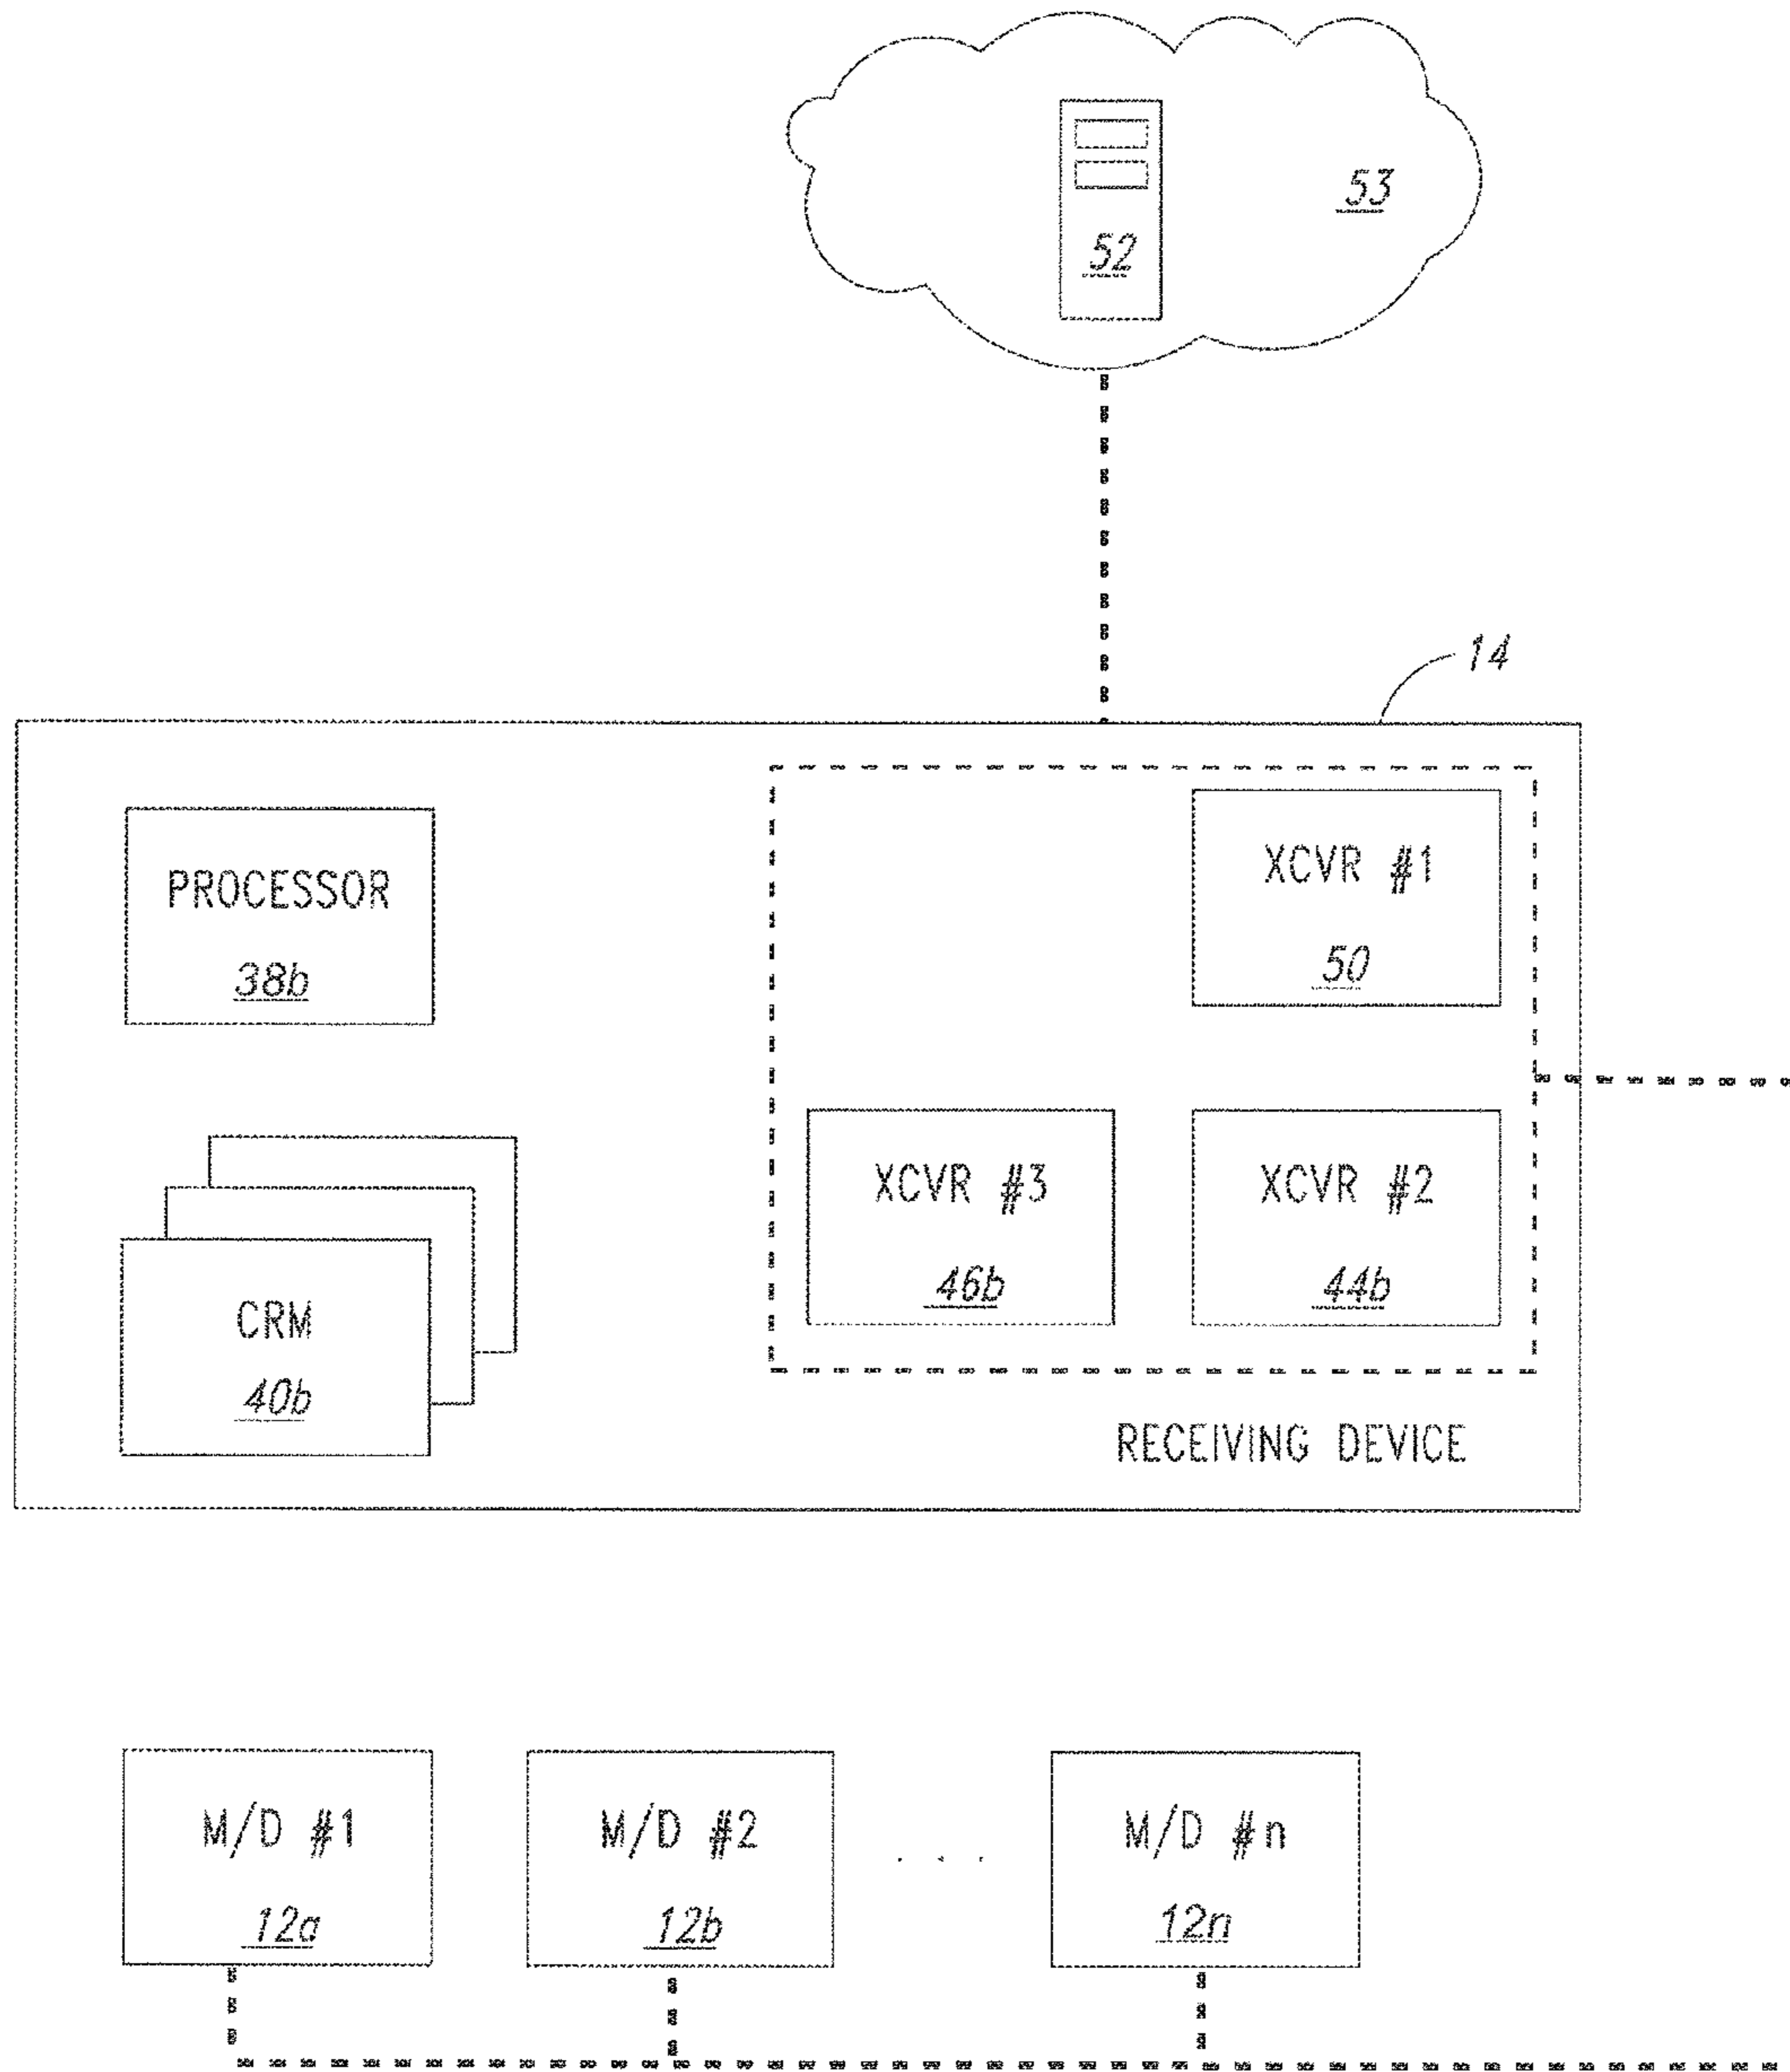 53
52
14
PROCESSOR
38b
XCVR #1
50
XCVR #3
46b
XCVR #2
44b
CRM
40b
RECEIVING DEVICE
M/D #1
12a
M/D #2
12b
. . .
M/D #n
12n